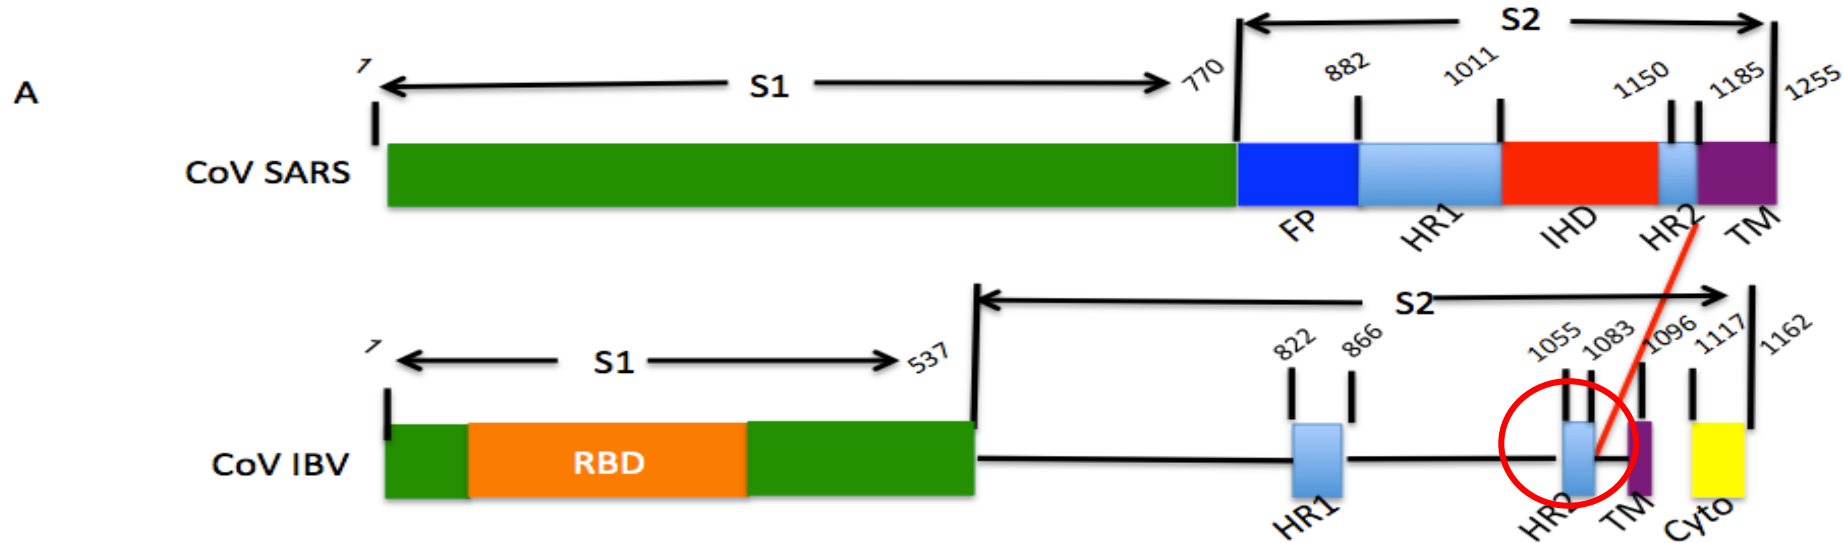 A
S2
1 S1 770 882 1011 1150 1185 1255
CoV SARS
FP HR1 IHD HR2 TM
S2
1 S1 537 822 866 1055 1083 1096 1117 1162
CoV IBV RBD
HR1 HR2 TM Cyto